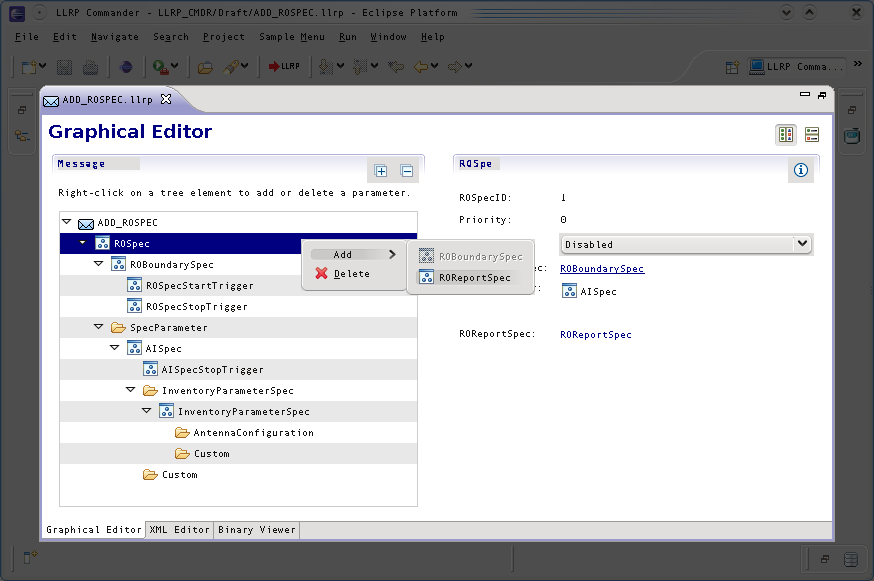 LLRP Commander - LLRP_CMDR/Draft/ADD_ROSPEC.llrp - Eclipse Platform
File Edit Navigate Search Project Sample Menu Run Window Help
LLRP
LLRP Comma...
ADD_ROSPEC.llrp
Graphical Editor
Message
Right-click on a tree element to add or delete a parameter.
ADD_ROSPEC
ROSpec
ROBoundarySpec
ROSpecStartTrigger
ROSpecStopTrigger
SpecParameter
AISpec
AISpecStopTrigger
InventoryParameterSpec
InventoryParameterSpec
AntennaConfiguration
Custom
Custom
Add
Delete
ROBoundarySpec
ROReportSpec
ROSpe
ROSpecID: 1
Priority: 0
Disabled
ec: ROBoundarySpec
r: AISpec
ROReportSpec: ROReportSpec
Graphical Editor XML Editor Binary Viewer